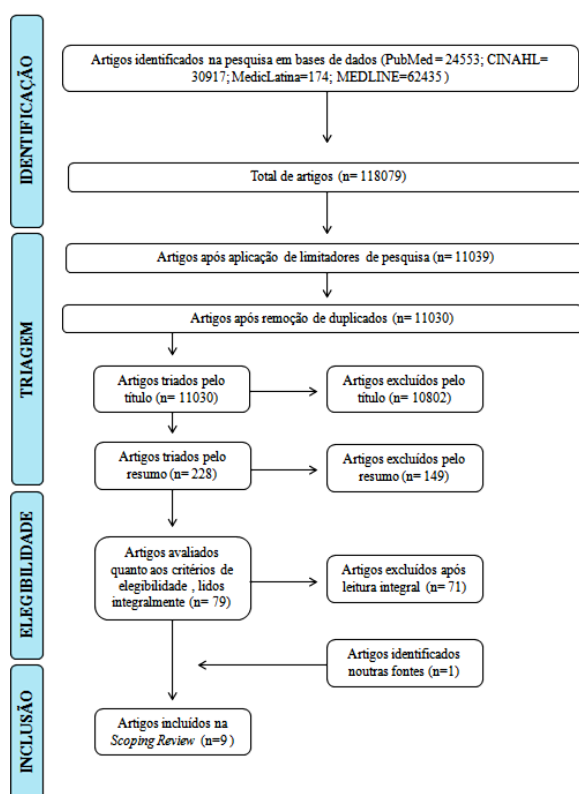 IDENTIFICAÇÃO
Artigos identificados na pesquisa em bases de dados (PubMed = 24553; CINAHL=
30917; MedicLatina=174; MEDLINE=62435 )
Total de artigos (n= 118079)
TRIAGEM
Artigos após aplicação de limitadores de pesquisa (n= 11039)
Artigos após remoção de duplicados (n= 11030)
Artigos triados pelo
título (n= 11030)
Artigos excluídos pelo
título (n= 10802)
Artigos triados pelo
resumo (n= 228)
Artigos excluídos pelo
resumo (n= 149)
ELEGIBILIDADE
Artigos avaliados
quanto aos critérios de
elegibilidade , lidos
integralmente (n= 79)
Artigos excluídos após
leitura integral (n= 71)
Artigos identificados
noutras fontes (n=1)
INCLUSÃO
Artigos incluídos na
Scoping Review (n=9 )